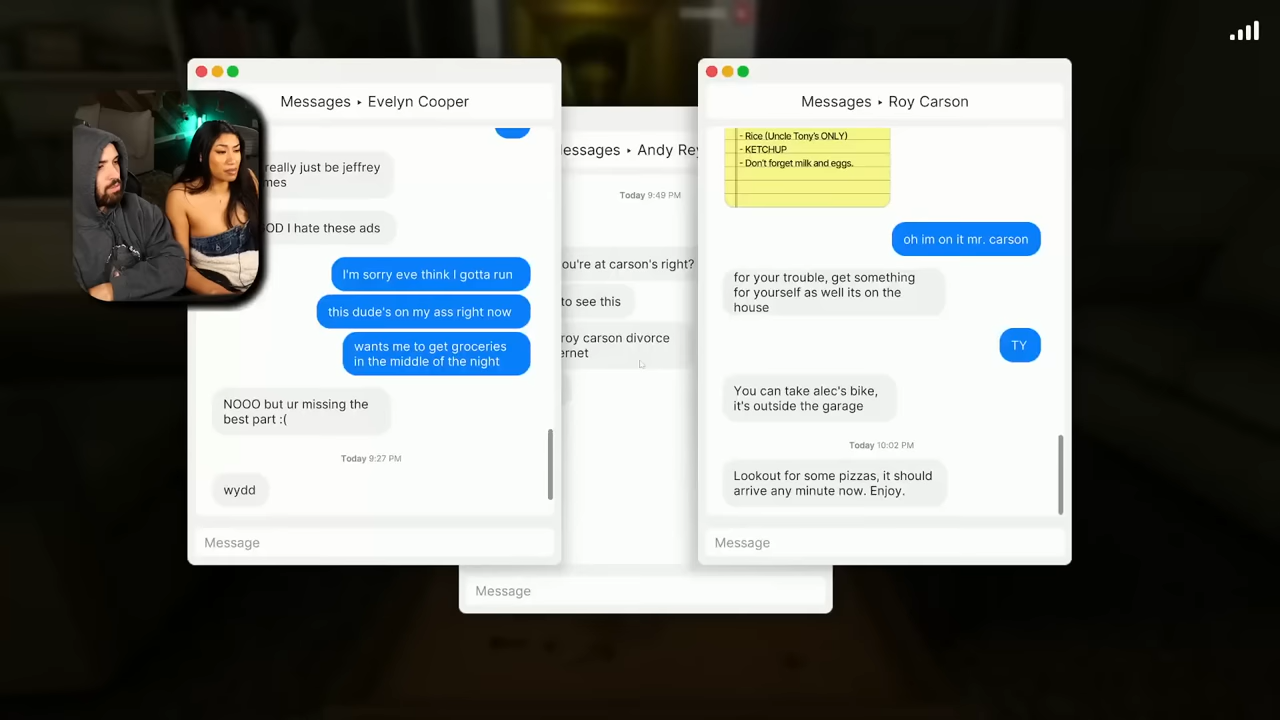 Messages ▸ Evelyn Cooper
really just be jeffrey
mes
OD I hate these ads
I'm sorry eve think I gotta run
this dude's on my ass right now
wants me to get groceries
in the middle of the night
NOOO but ur missing the
best part :(
Today 9:27 PM
wydd
Message
essages ▸ Andy Rey
Today 9:49 PM
ou're at carson's right?
to see this
roy carson divorce
ernet
Message
Messages ▸ Roy Carson
- Rice (Uncle Tony's ONLY)
- KETCHUP
- Don't forget milk and eggs.
oh im on it mr. carson
for your trouble, get something
for yourself as well its on the
house
TY
You can take alec's bike,
it's outside the garage
Today 10:02 PM
Lookout for some pizzas, it should
arrive any minute now. Enjoy.
Message